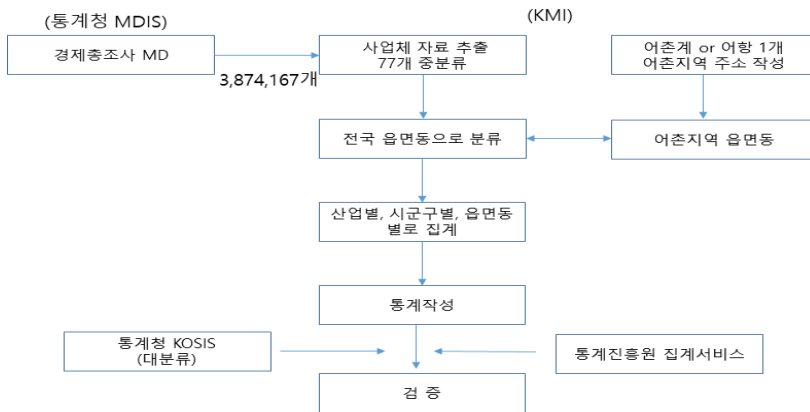 (통계청 MDIS)
(KMI)
경제총조사 MD
3,874,167개
사업체 자료 추출
77개 중분류
어촌계 or 어항 1개
어촌지역 주소 작성
전국 읍면동으로 분류
어촌지역 읍면동
산업별, 시군구별, 읍면동
별로 집계
통계작성
통계청 KOSIS
(대분류)
통계진흥원 집계서비스
검 증